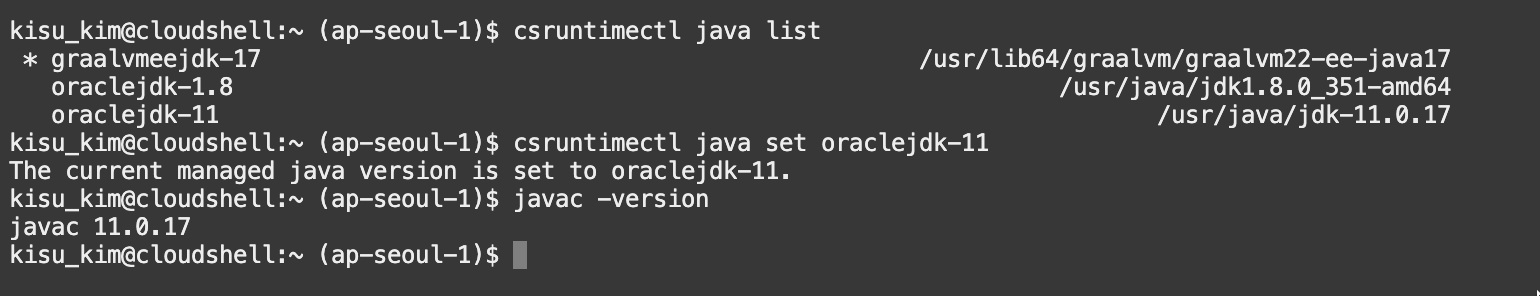 kisu_kim@cloudshell:~ (ap-seoul-1)$ csruntimectl java list
 * graalvmeejdk-17                                               /usr/lib64/graalvm/graalvm22-ee-java17
   oraclejdk-1.8                                                           /usr/java/jdk1.8.0_351-amd64
   oraclejdk-11                                                                   /usr/java/jdk-11.0.17
kisu_kim@cloudshell:~ (ap-seoul-1)$ csruntimectl java set oraclejdk-11
The current managed java version is set to oraclejdk-11.
kisu_kim@cloudshell:~ (ap-seoul-1)$ javac -version
javac 11.0.17
kisu_kim@cloudshell:~ (ap-seoul-1)$